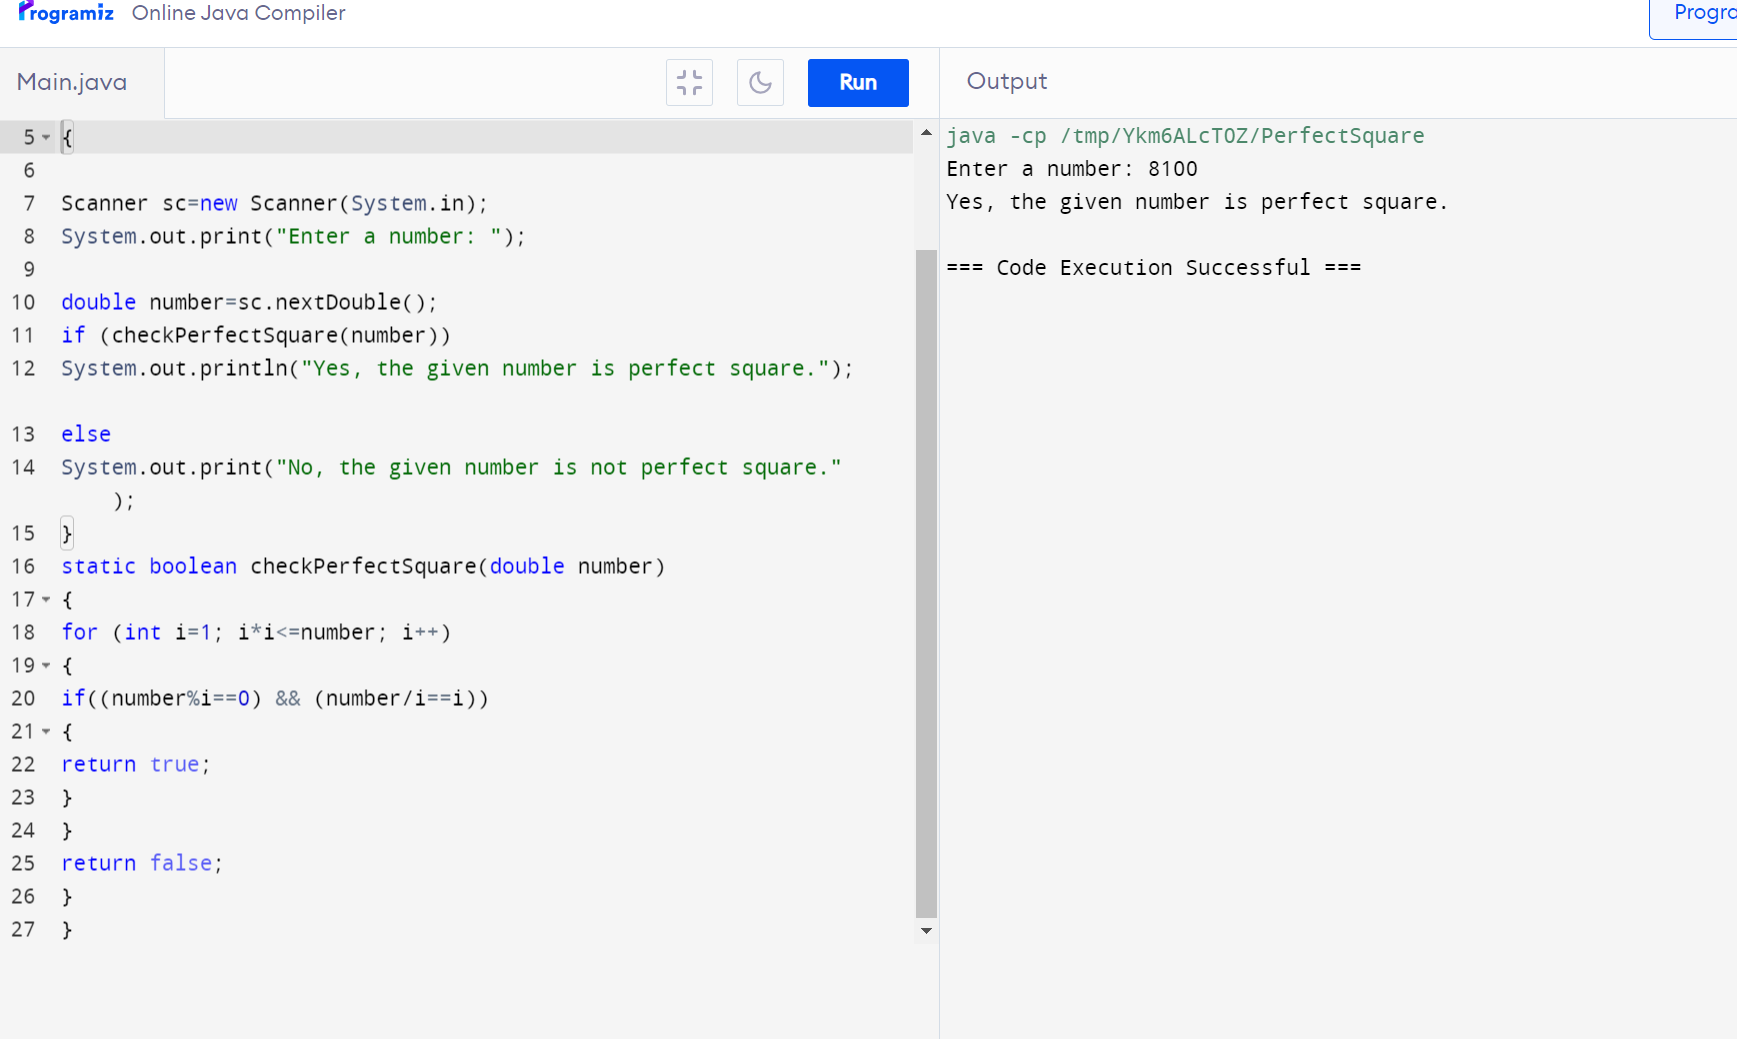 Programiz Online Java Compiler
Main.java
Run
Output
5 {
6
7 Scanner sc=new Scanner(System.in);
8 System.out.print("Enter a number: ");
9
10 double number=sc.nextDouble();
11 if (checkPerfectSquare(number))
12 System.out.println("Yes, the given number is perfect square.");
13 else
14 System.out.print("No, the given number is not perfect square."
);
15 }
16 static boolean checkPerfectSquare(double number)
17 {
18 for (int i=1; i*i<=number; i++)
19 {
20 if((number%i==0) && (number/i==i))
21 {
22 return true;
23 }
24 }
25 return false;
26 }
27 }
java -cp /tmp/Ykm6ALcTOZ/PerfectSquare
Enter a number: 8100
Yes, the given number is perfect square.
=== Code Execution Successful ===